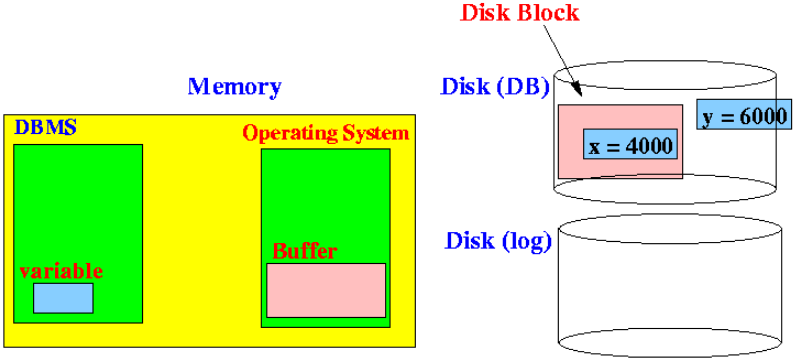 Disk Block
Memory
Disk (DB)
DBMS
Operating System
y = 6000
x = 4000
Disk (log)
Buffer
variable